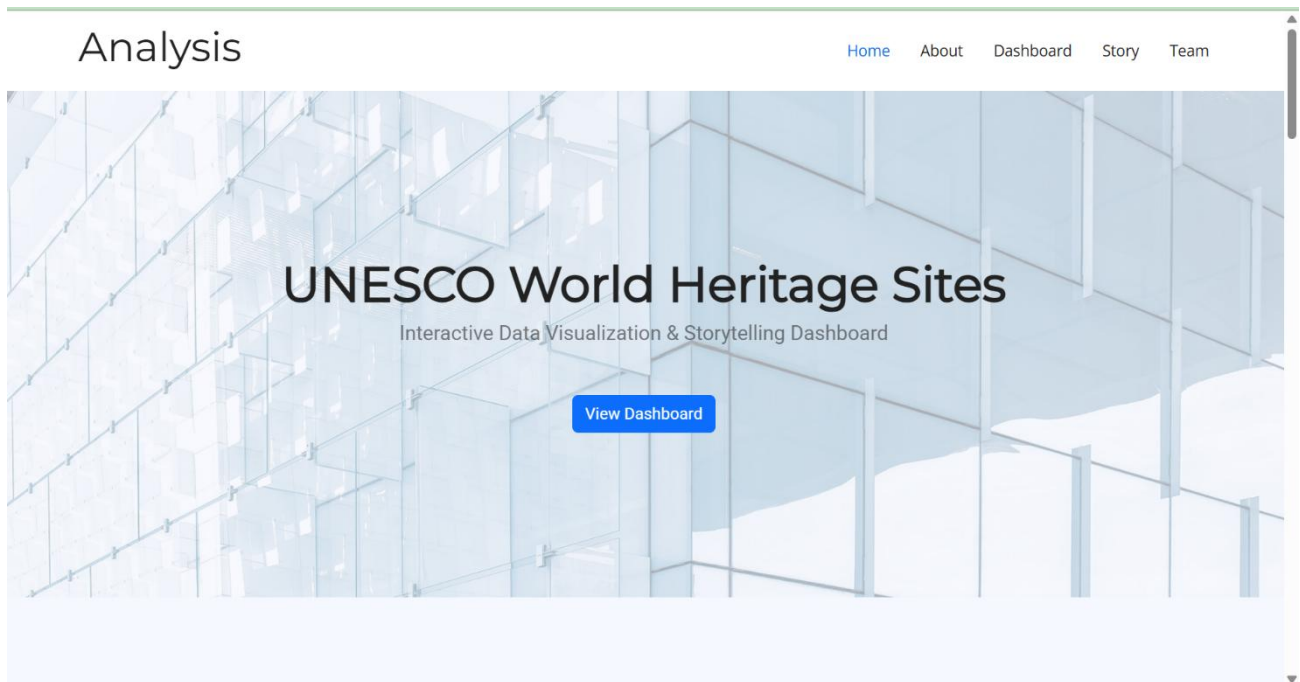 Analysis
Home About Dashboard Story Team
UNESCO World Heritage Sites
Interactive Data Visualization & Storytelling Dashboard
View Dashboard